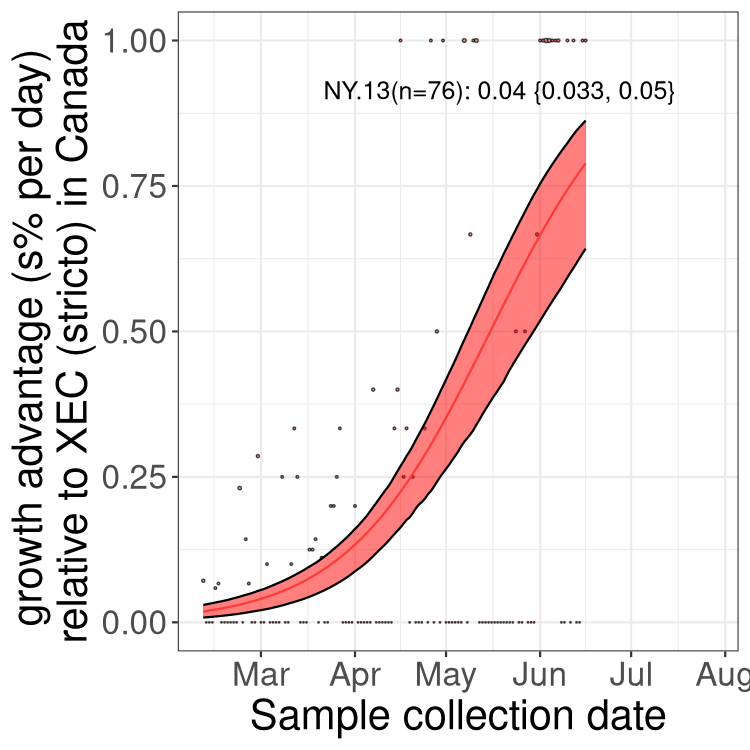 growth advantage (s% per day)
relative to XEC (stricto) in Canada
1.00
0.75
0.50
0.25
0.00
NY.13(n=76): 0.04 {0.033, 0.05}
Mar Apr May Jun Jul Aug
Sample collection date